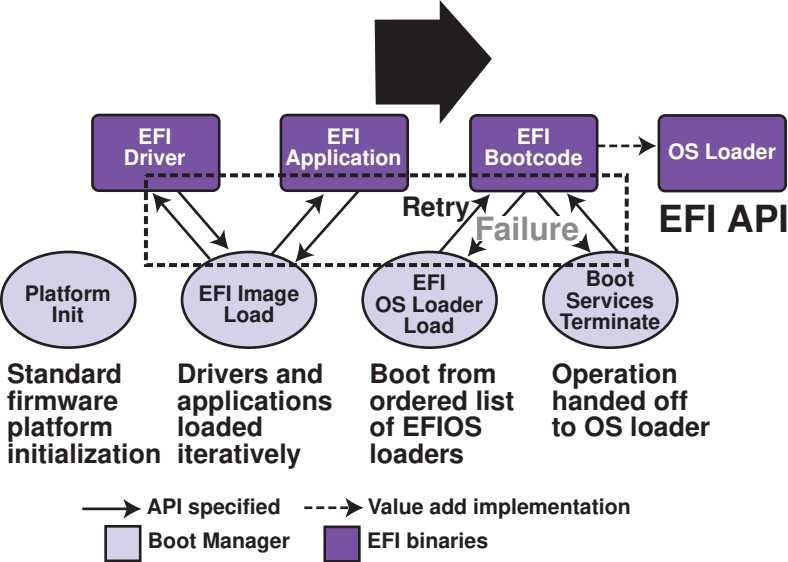 EFI
Driver
EFI
Application
EFI
Bootcode
OS Loader
EFI API
Retry
Failure
Platform
Init
EFI Image
Load
EFI
OS Loader
Load
Boot
Services
Terminate
Standard
firmware
platform
initialization
Drivers and
applications
loaded
iteratively
Boot from
ordered list
of EFIOS
loaders
Operation
handed off
to OS loader
API specified
Value add implementation
Boot Manager
EFI binaries